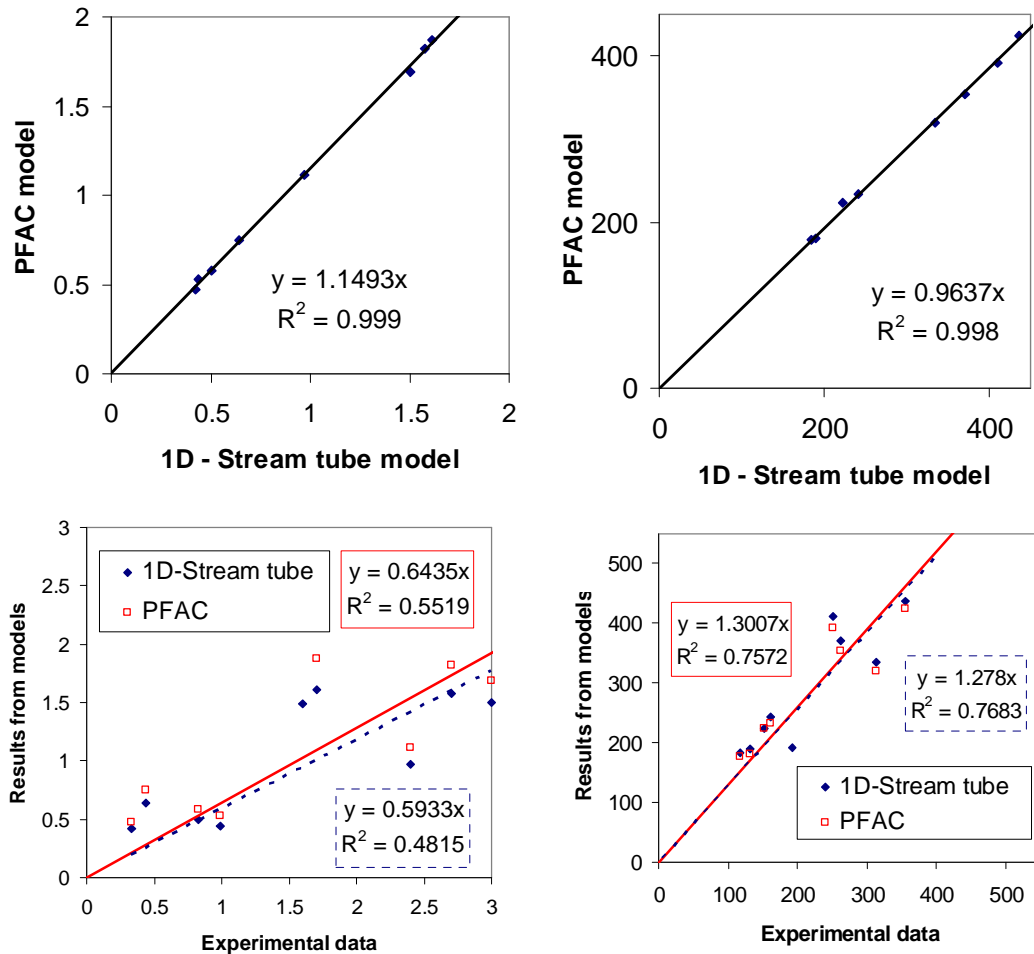 2
1.5
1
0.5
0
PFAC model
y = 1.1493x
R² = 0.999
0 0.5 1 1.5 2
1D - Stream tube model
400
200
0
PFAC model
y = 0.9637x
R² = 0.998
0 200 400
1D - Stream tube model
3
2.5
2
1.5
1
0.5
0
Results from models
1D-Stream tube
PFAC
y = 0.6435x
R² = 0.5519
y = 0.5933x
R² = 0.4815
0 0.5 1 1.5 2 2.5 3
Experimental data
500
400
300
200
100
0
Results from models
y = 1.3007x
R² = 0.7572
y = 1.278x
R² = 0.7683
1D-Stream tube
PFAC
0 100 200 300 400 500
Experimental data